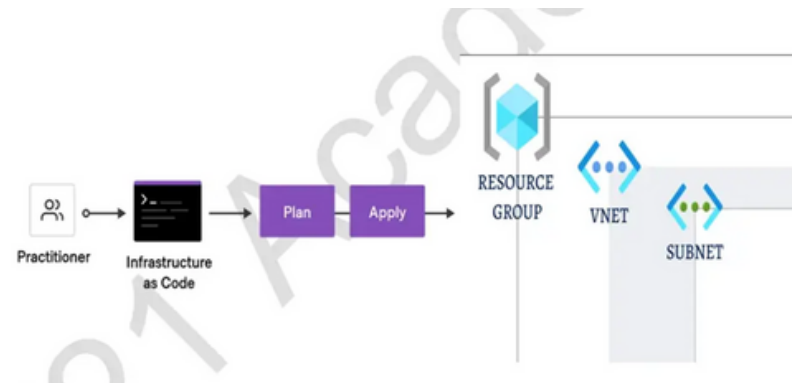 Practitioner
Infrastructure
as Code
Plan
Apply
RESOURCE
GROUP
VNET
SUBNET